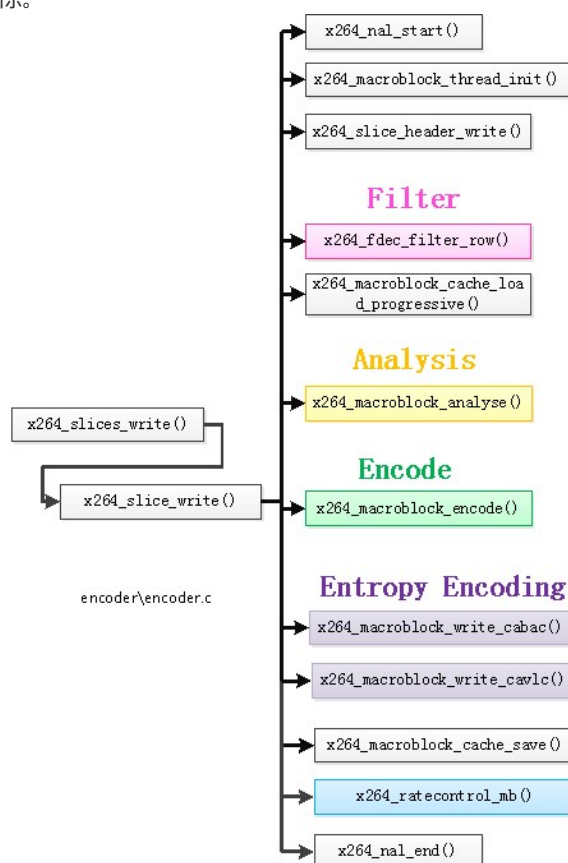 标。
x264_nal_start()
x264_macroblock_thread_init()
x264_slice_header_write()
Filter
x264_fdec_filter_row()
x264_macroblock_cache_loa
d_progressive()
Analysis
x264_macroblock_analyse()
x264_slices_write()
Encode
x264_slice_write()
x264_macroblock_encode()
encoder\encoder.c
Entropy Encoding
x264_macroblock_write_cabac()
x264_macroblock_write_cavlc()
x264_macroblock_cache_save()
x264_ratecontrol_mb()
x264_nal_end()